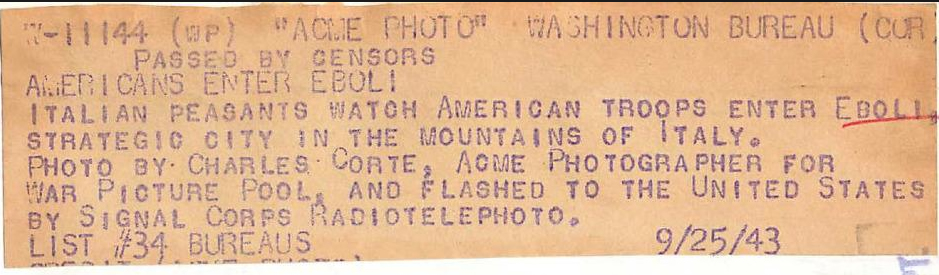 W-11144 (WP) "ACME PHOTO" WASHINGTON BUREAU (COR
PASSED BY CENSORS
AMERICANS ENTER EBOLI
ITALIAN PEASANTS WATCH AMERICAN TROOPS ENTER EBOLI,
STRATEGIC CITY IN THE MOUNTAINS OF ITALY.
PHOTO BY CHARLES CORTE, ACME PHOTOGRAPHER FOR
WAR PICTURE POOL, AND FLASHED TO THE UNITED STATES
BY SIGNAL CORPS RADIOTELEPHOTO.
LIST #34 BUREAUS 9/25/43